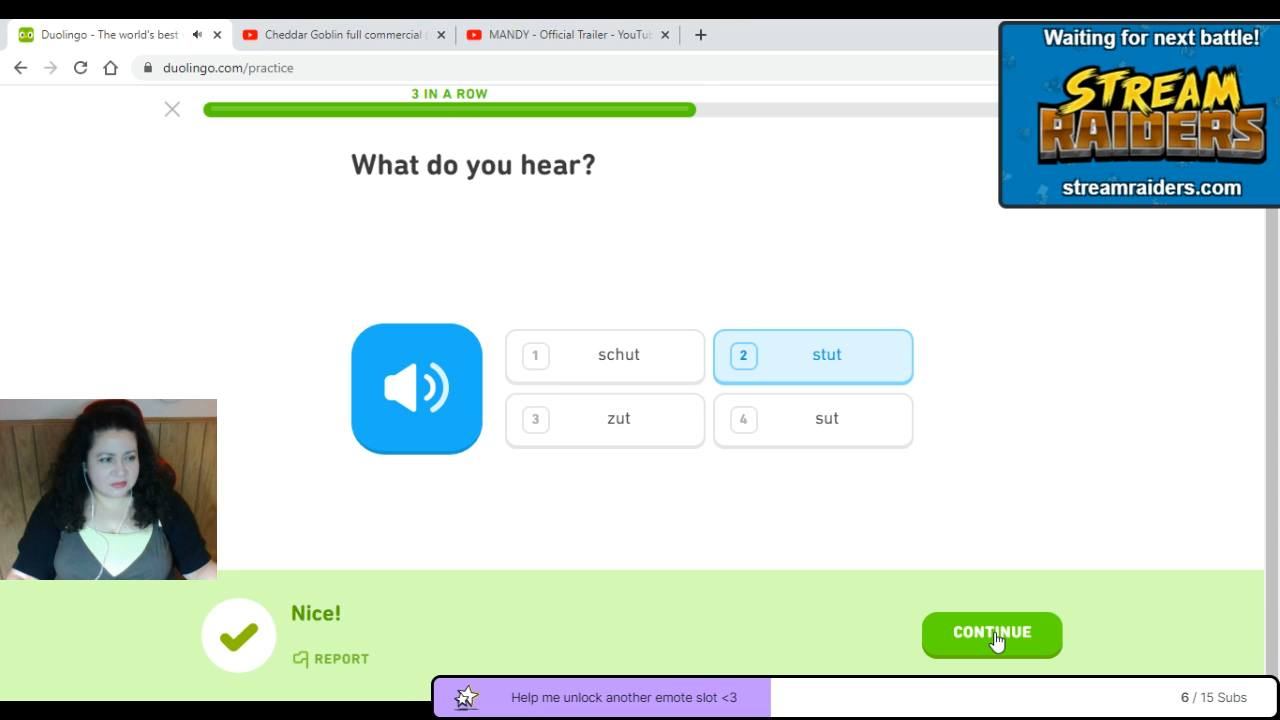 Duolingo - The world's best
Cheddar Goblin full commercial
MANDY - Official Trailer - YouTu
duolingo.com/practice
Waiting for next battle!
STREAM
RAIDERS
streamraiders.com
3 IN A ROW
What do you hear?
1 schut
2 stut
3 zut
4 sut
Nice!
REPORT
CONTINUE
Help me unlock another emote slot <3
6 / 15 Subs